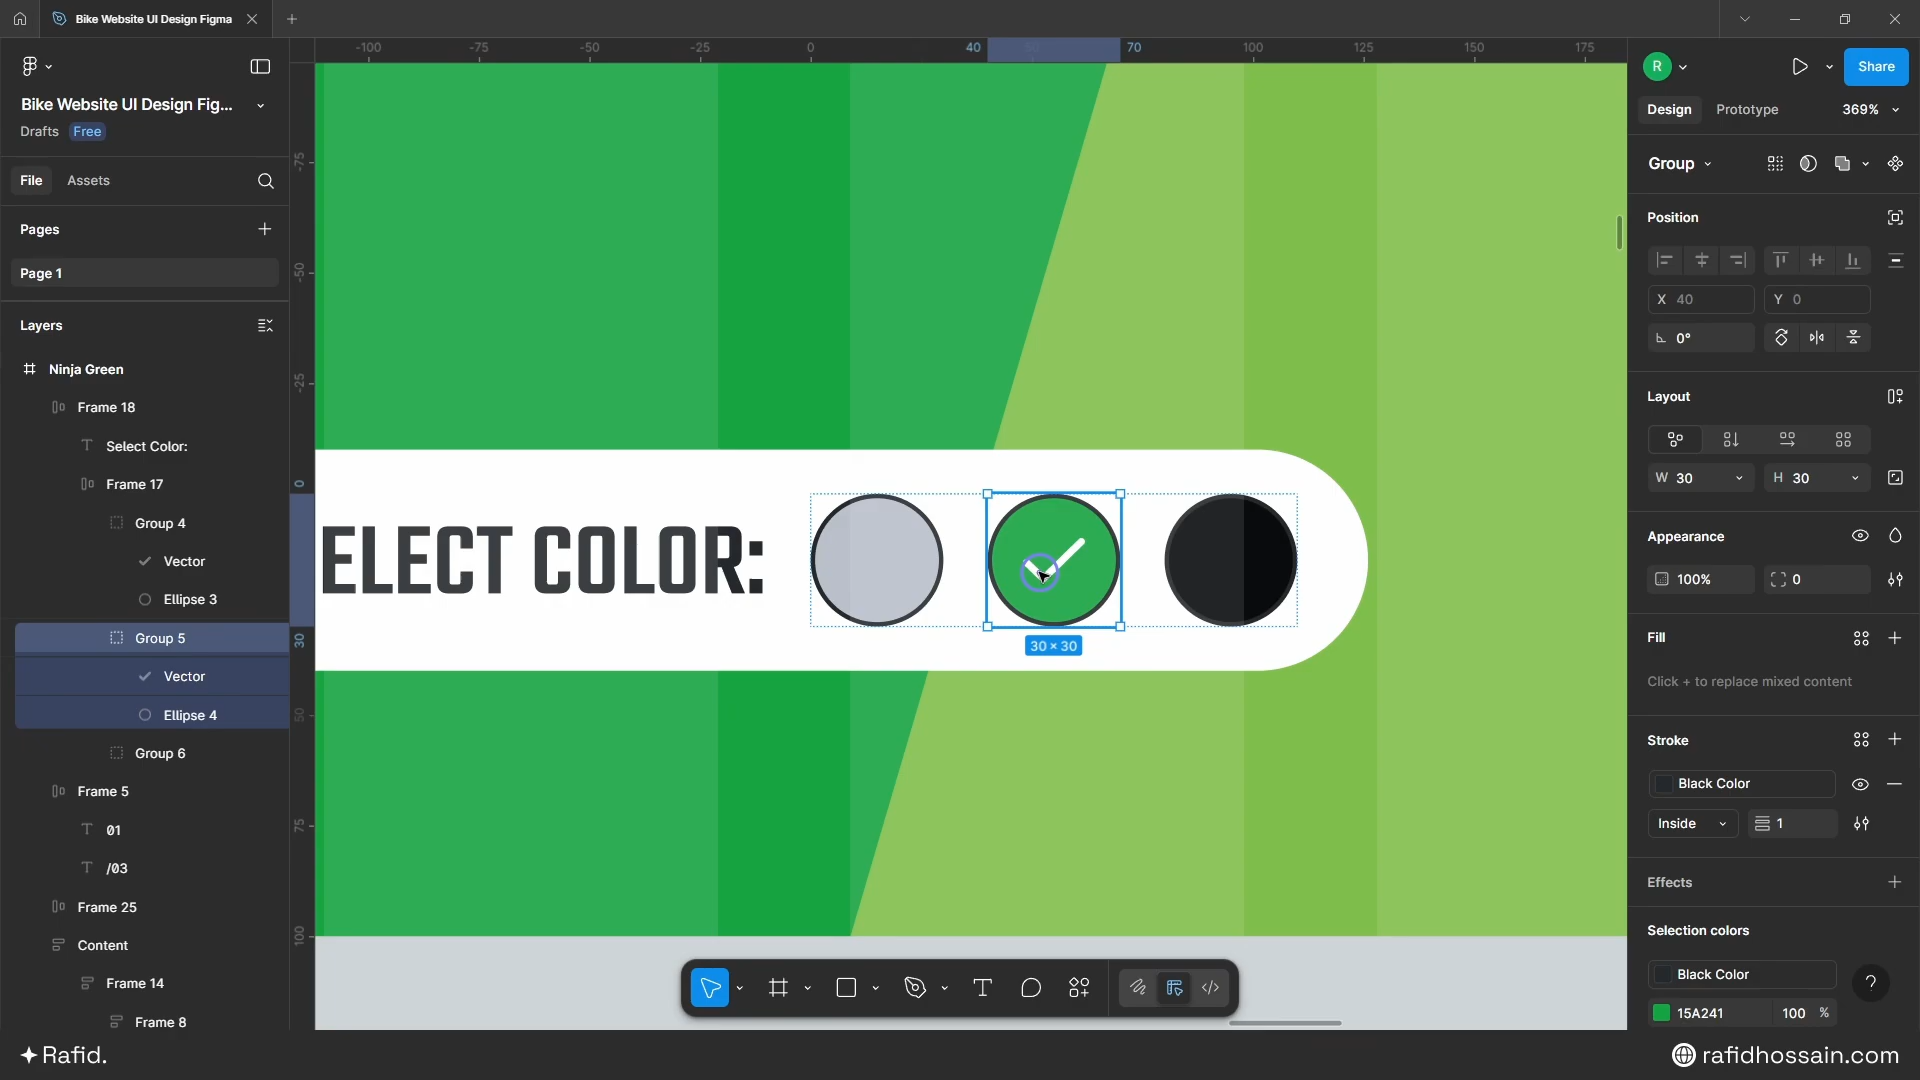 Bike Website UI Design Figma
Bike Website UI Design Fig...
Drafts Free
File Assets
Pages
Page 1
Layers
Ninja Green
Frame 18
Select Color:
Frame 17
Group 4
Vector
Ellipse 3
Group 5
Vector
Ellipse 4
Group 6
Frame 5
01
/03
Frame 25
Content
Frame 14
Frame 8
-100 -75 -50 -25 0 40 70 100 125 150 175
-75
-50
-25
0
30
50
75
100
ELECT COLOR:
30 × 30
R
Share
Design Prototype 369%
Group
Position
X 40 Y 0
0°
Layout
W 30 H 30
Appearance
100% 0
Fill
Click + to replace mixed content
Stroke
Black Color
Inside 1
Effects
Selection colors
Black Color
?
15A241 100 %
Rafid.
rafidhossain.com